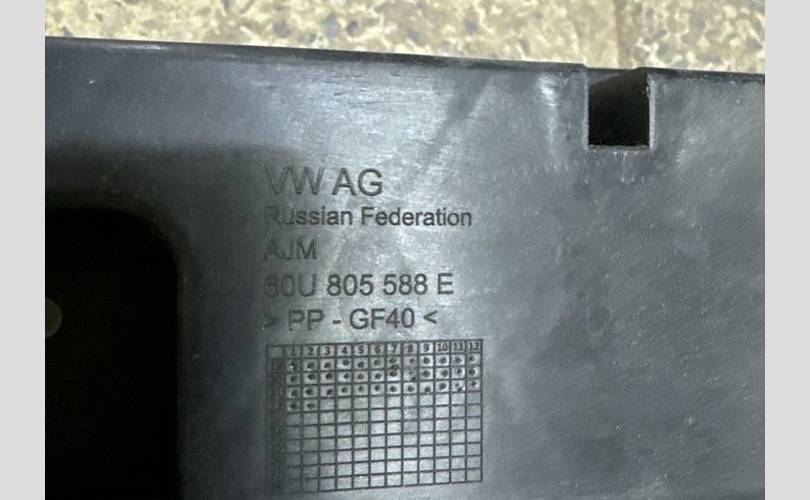 VW AG
Russian Federation
AJM
60U 805 588 E
> PP - GF40 <
1 2 3 4 5 6 7 8 9 10 11 12